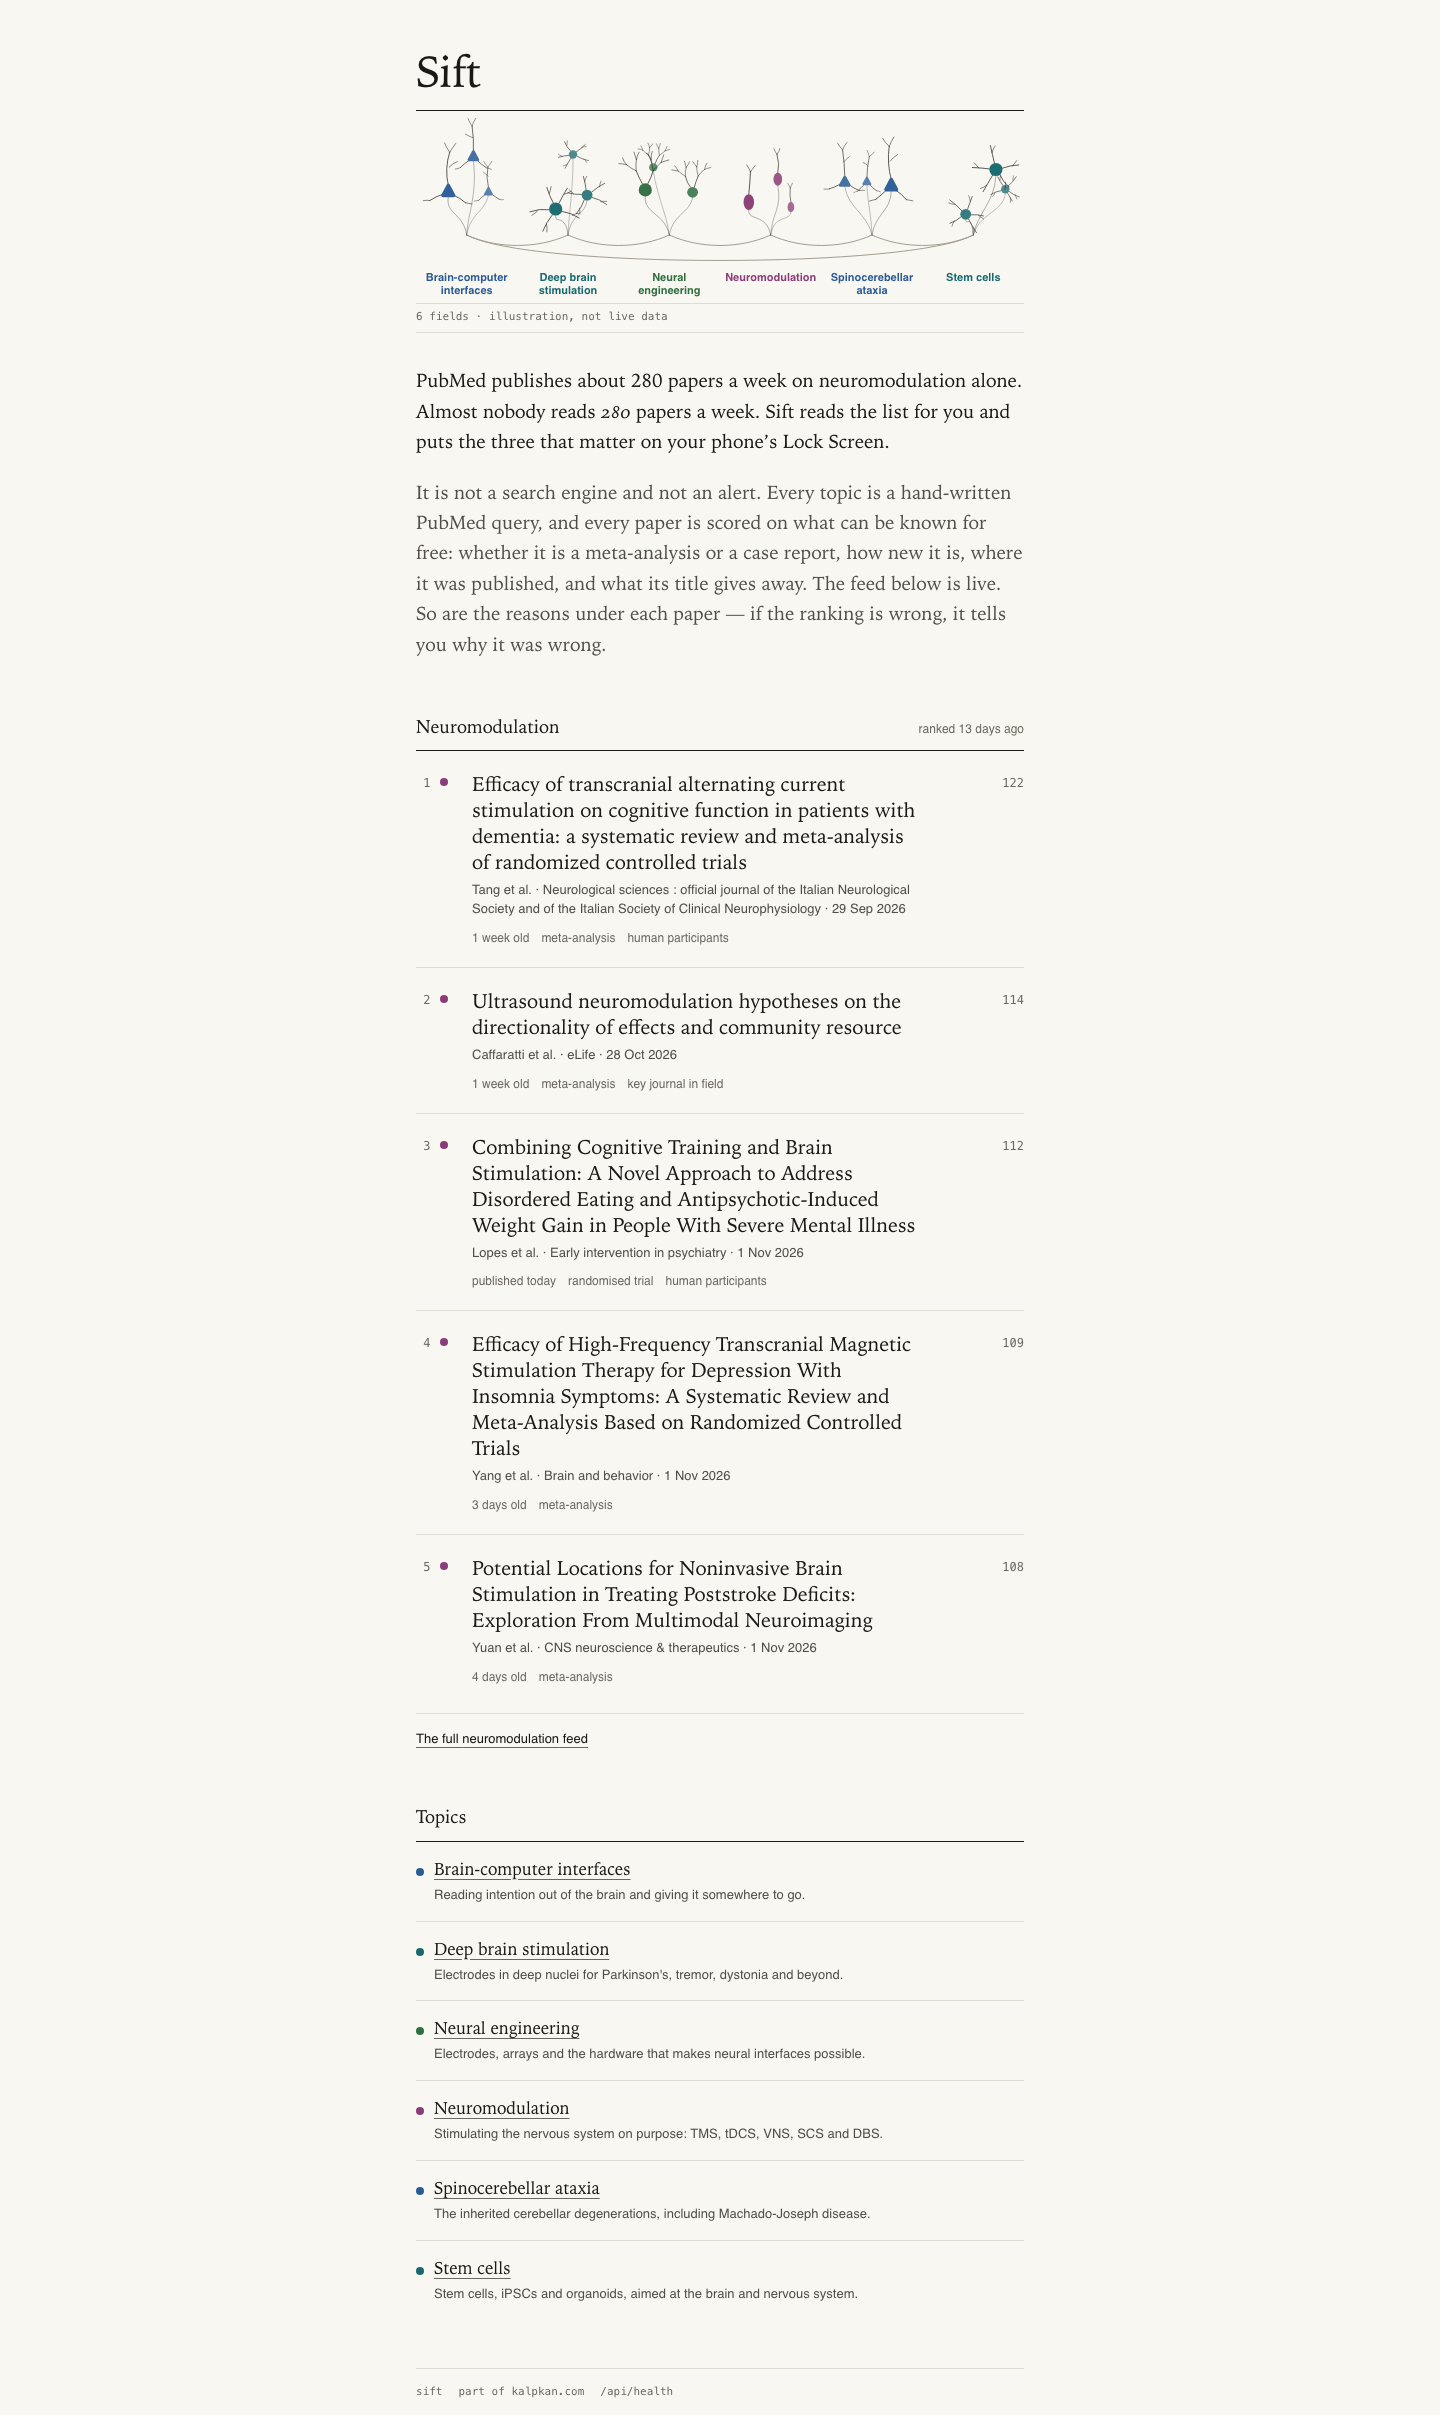 Sift
Brain-computer
interfaces
Deep brain
stimulation
Neural
engineering
Neuromodulation
Spinocerebellar
ataxia
Stem cells
6 fields · illustration, not live data
PubMed publishes about 280 papers a week on neuromodulation alone.
Almost nobody reads 280 papers a week. Sift reads the list for you and
puts the three that matter on your phone’s Lock Screen.
It is not a search engine and not an alert. Every topic is a hand-written
PubMed query, and every paper is scored on what can be known for
free: whether it is a meta-analysis or a case report, how new it is, where
it was published, and what its title gives away. The feed below is live.
So are the reasons under each paper — if the ranking is wrong, it tells
you why it was wrong.
Neuromodulation ranked 13 days ago
1 Efficacy of transcranial alternating current 122
stimulation on cognitive function in patients with
dementia: a systematic review and meta-analysis
of randomized controlled trials
Tang et al. · Neurological sciences : official journal of the Italian Neurological
Society and of the Italian Society of Clinical Neurophysiology · 29 Sep 2026
1 week old meta-analysis human participants
2 Ultrasound neuromodulation hypotheses on the 114
directionality of effects and community resource
Caffaratti et al. · eLife · 28 Oct 2026
1 week old meta-analysis key journal in field
3 Combining Cognitive Training and Brain 112
Stimulation: A Novel Approach to Address
Disordered Eating and Antipsychotic-Induced
Weight Gain in People With Severe Mental Illness
Lopes et al. · Early intervention in psychiatry · 1 Nov 2026
published today randomised trial human participants
4 Efficacy of High-Frequency Transcranial Magnetic 109
Stimulation Therapy for Depression With
Insomnia Symptoms: A Systematic Review and
Meta-Analysis Based on Randomized Controlled
Trials
Yang et al. · Brain and behavior · 1 Nov 2026
3 days old meta-analysis
5 Potential Locations for Noninvasive Brain 108
Stimulation in Treating Poststroke Deficits:
Exploration From Multimodal Neuroimaging
Yuan et al. · CNS neuroscience & therapeutics · 1 Nov 2026
4 days old meta-analysis
The full neuromodulation feed
Topics
Brain-computer interfaces
Reading intention out of the brain and giving it somewhere to go.
Deep brain stimulation
Electrodes in deep nuclei for Parkinson's, tremor, dystonia and beyond.
Neural engineering
Electrodes, arrays and the hardware that makes neural interfaces possible.
Neuromodulation
Stimulating the nervous system on purpose: TMS, tDCS, VNS, SCS and DBS.
Spinocerebellar ataxia
The inherited cerebellar degenerations, including Machado-Joseph disease.
Stem cells
Stem cells, iPSCs and organoids, aimed at the brain and nervous system.
sift part of kalpkan.com /api/health